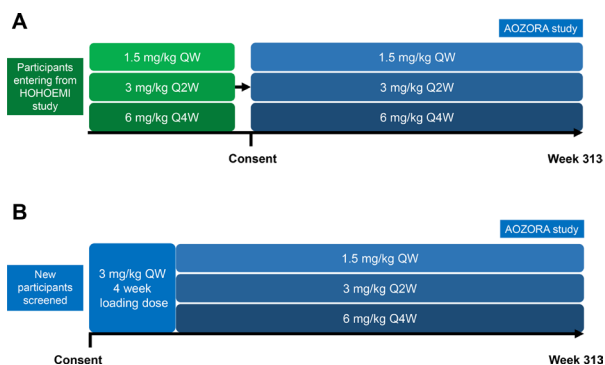 A
AOZORA study
Participants
entering from
HOHOEMI
study
1.5 mg/kg QW
3 mg/kg Q2W
6 mg/kg Q4W
1.5 mg/kg QW
3 mg/kg Q2W
6 mg/kg Q4W
Consent
Week 313
B
AOZORA study
New
participants
screened
3 mg/kg QW
4 week
loading dose
1.5 mg/kg QW
3 mg/kg Q2W
6 mg/kg Q4W
Consent
Week 313